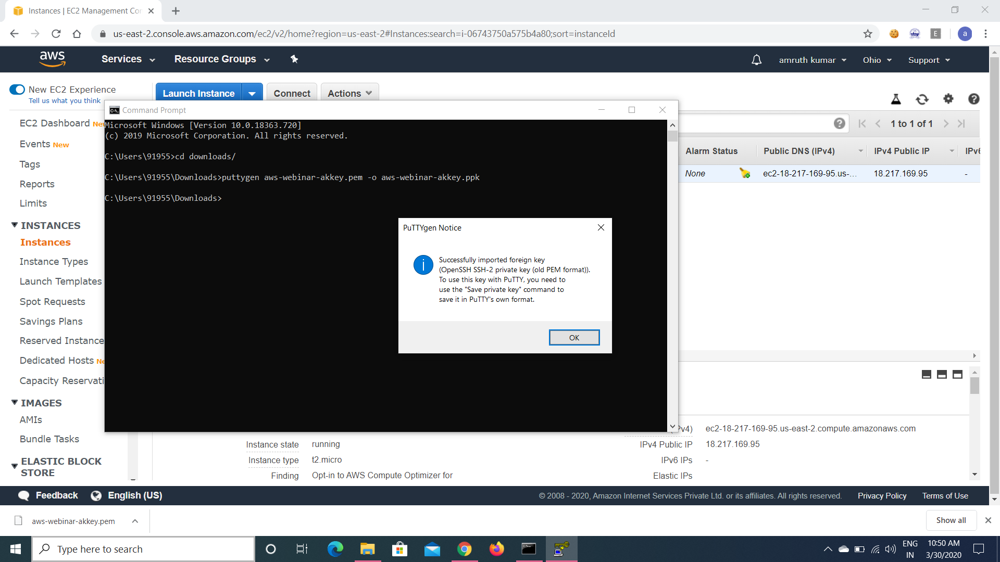 Instances | EC2 Management Con
us-east-2.console.aws.amazon.com/ec2/v2/home?region=us-east-2#Instances:search=i-06743750a575b4a80;sort=instanceId
E
a
aws
Services
Resource Groups
amruth kumar
Ohio
Support
New EC2 Experience
Tell us what you think
Launch Instance
Connect
Actions
EC2 Dashboard New
Events New
Tags
Reports
Limits
INSTANCES
Instances
Instance Types
Launch Templates
Spot Requests
Savings Plans
Reserved Instance
Dedicated Hosts Ne
Capacity Reservati
IMAGES
AMIs
Bundle Tasks
ELASTIC BLOCK
STORE
Command Prompt
Microsoft Windows [Version 10.0.18363.720]
(c) 2019 Microsoft Corporation. All rights reserved.
C:\Users\91955>cd downloads/
C:\Users\91955\Downloads>puttygen aws-webinar-akkey.pem -o aws-webinar-akkey.ppk
C:\Users\91955\Downloads>
PuTTYgen Notice
Successfully imported foreign key
(OpenSSH SSH-2 private key (old PEM format)).
To use this key with PuTTY, you need to
use the "Save private key" command to
save it in PuTTY's own format.
OK
1 to 1 of 1
Alarm Status
Public DNS (IPv4)
IPv4 Public IP
IPv6
None
ec2-18-217-169-95.us-...
18.217.169.95
-
Pv4)
ec2-18-217-169-95.us-east-2.compute.amazonaws.com
Instance state
running
IPv4 Public IP
18.217.169.95
Instance type
t2.micro
IPv6 IPs
-
Finding
Opt-in to AWS Compute Optimizer for
Elastic IPs
Feedback
English (US)
© 2008 - 2020, Amazon Internet Services Private Ltd. or its affiliates. All rights reserved.
Privacy Policy
Terms of Use
aws-webinar-akkey.pem
Show all
Type here to search
ENG
IN
10:50 AM
3/30/2020